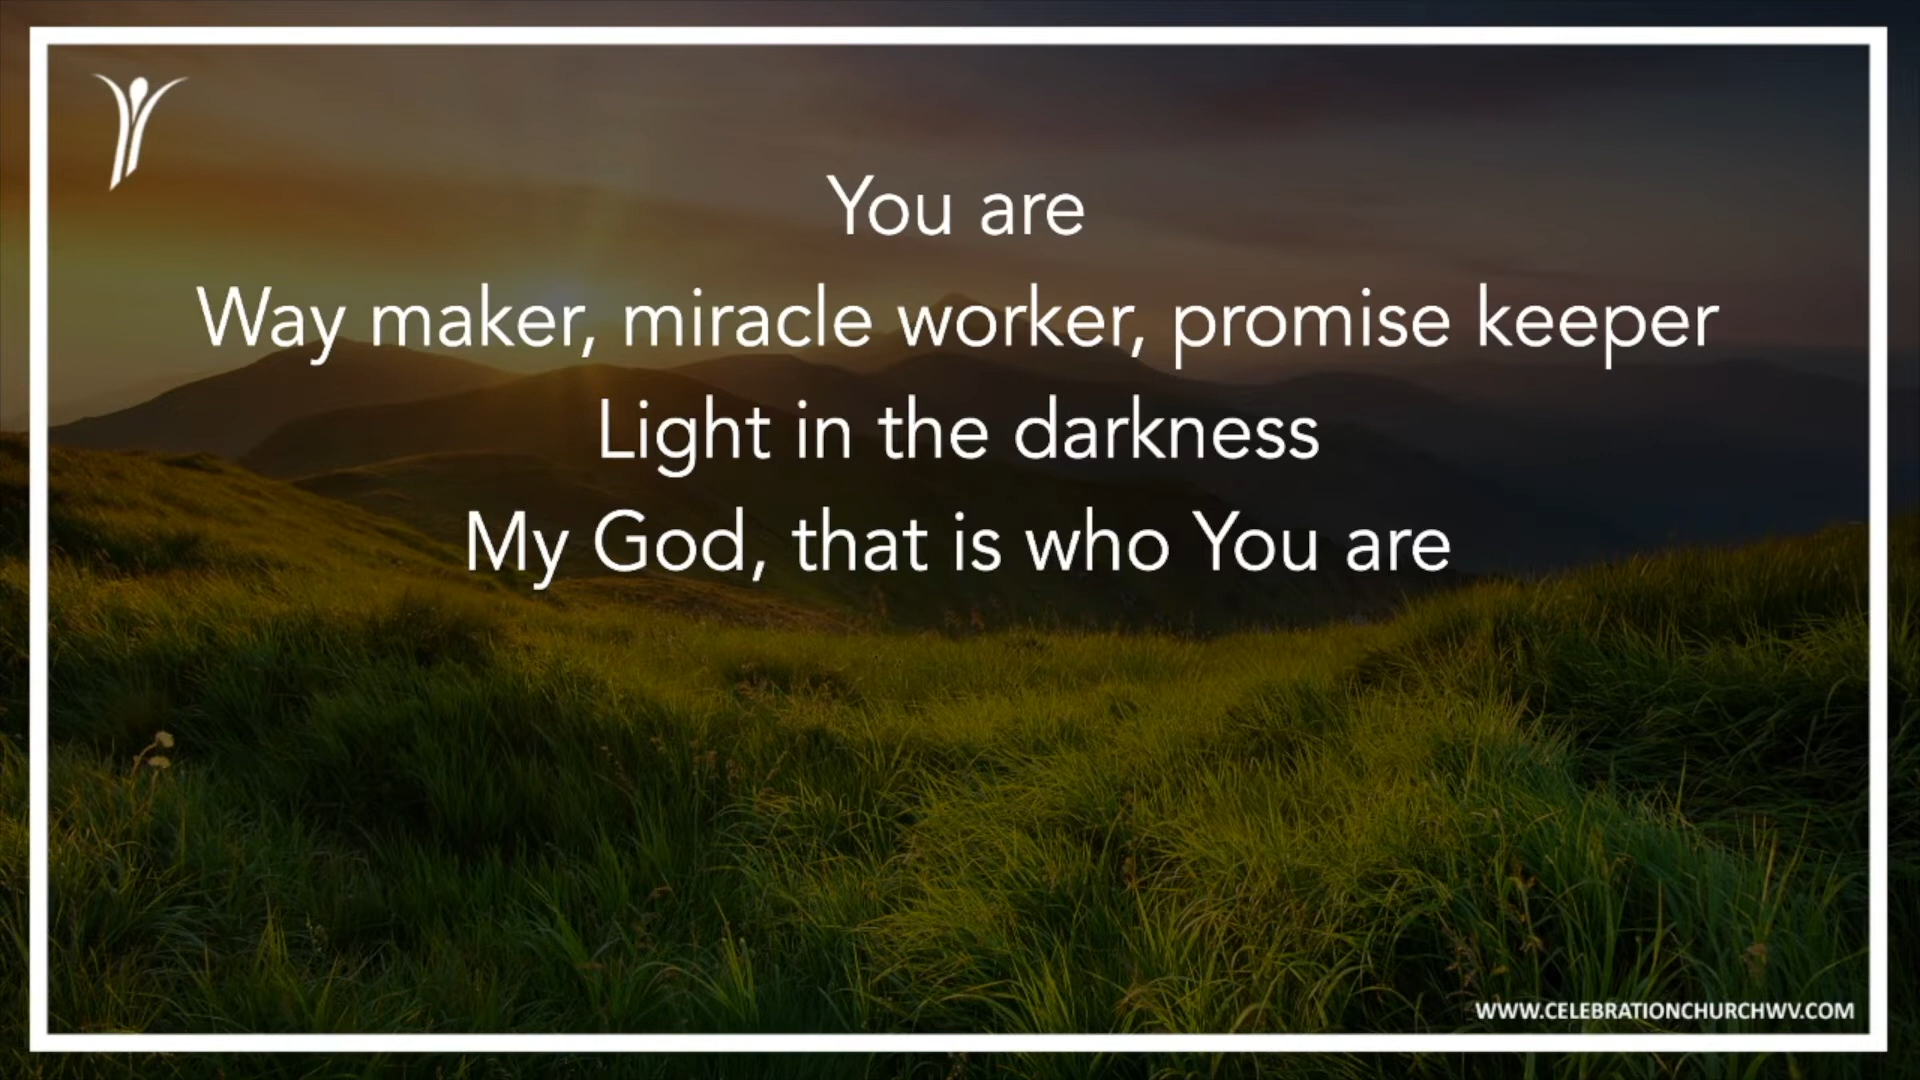 You are
Way maker, miracle worker, promise keeper
Light in the darkness
My God, that is who You are
WWW.CELEBRATIONCHURCHWV.COM